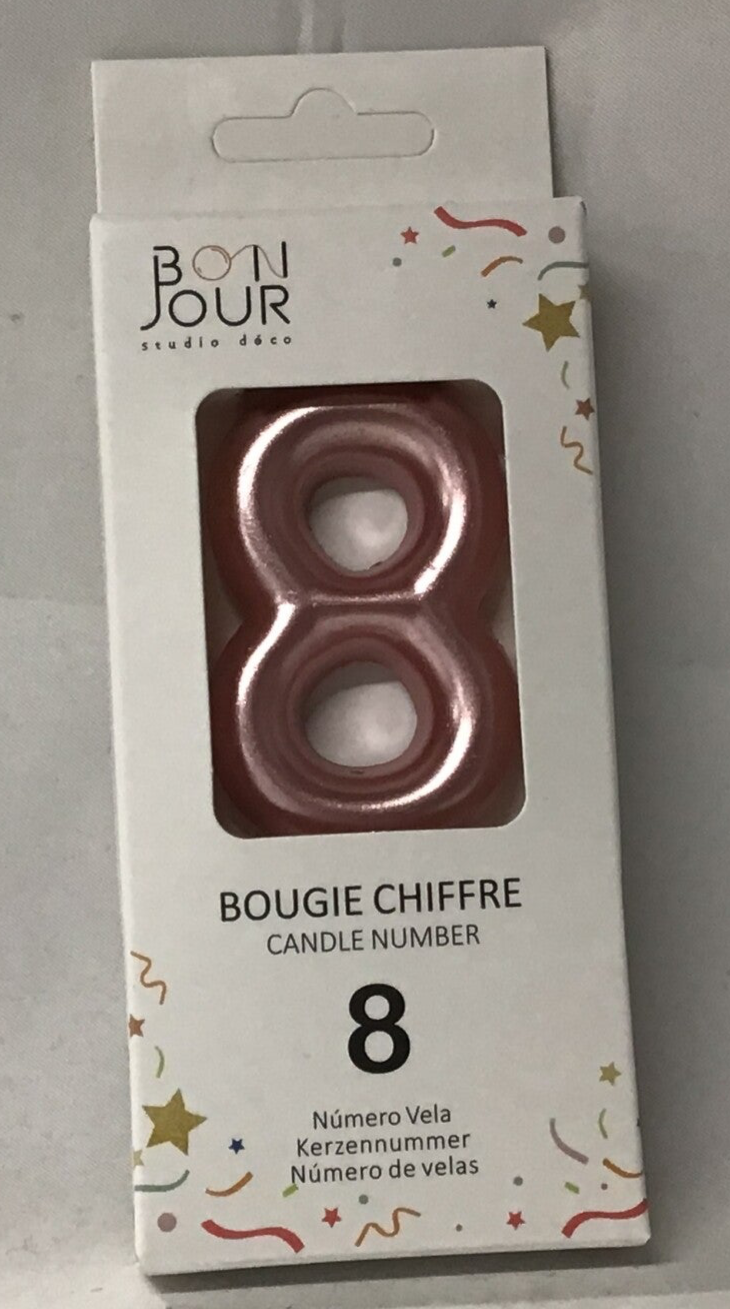 BON
JOUR
studio déco
BOUGIE CHIFFRE
CANDLE NUMBER
8
Número Vela
Kerzennummer
Número de velas